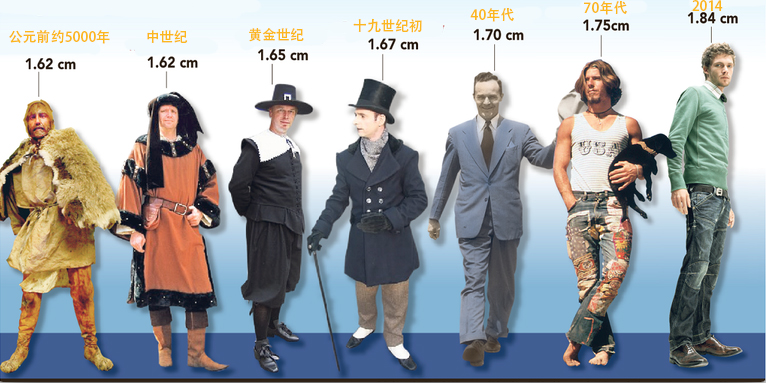 公元前约5000年
1.62 cm
中世纪
1.62 cm
黄金世纪
1.65 cm
十九世纪初
1.67 cm
40年代
1.70 cm
70年代
1.75cm
2014
1.84 cm
USA